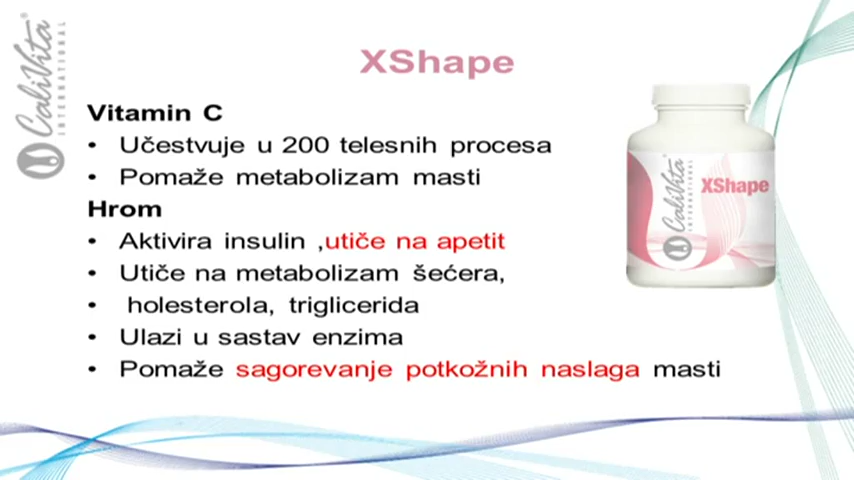 CaliVita
INTERNATIONAL
XShape
Vitamin C
• Učestvuje u 200 telesnih procesa
• Pomaže metabolizam masti
Hrom
• Aktivira insulin ,utiče na apetit
• Utiče na metabolizam šećera,
• holesterola, triglicerida
• Ulazi u sastav enzima
• Pomaže sagorevanje potkožnih naslaga masti
CaliVita
INTERNATIONAL
XShape